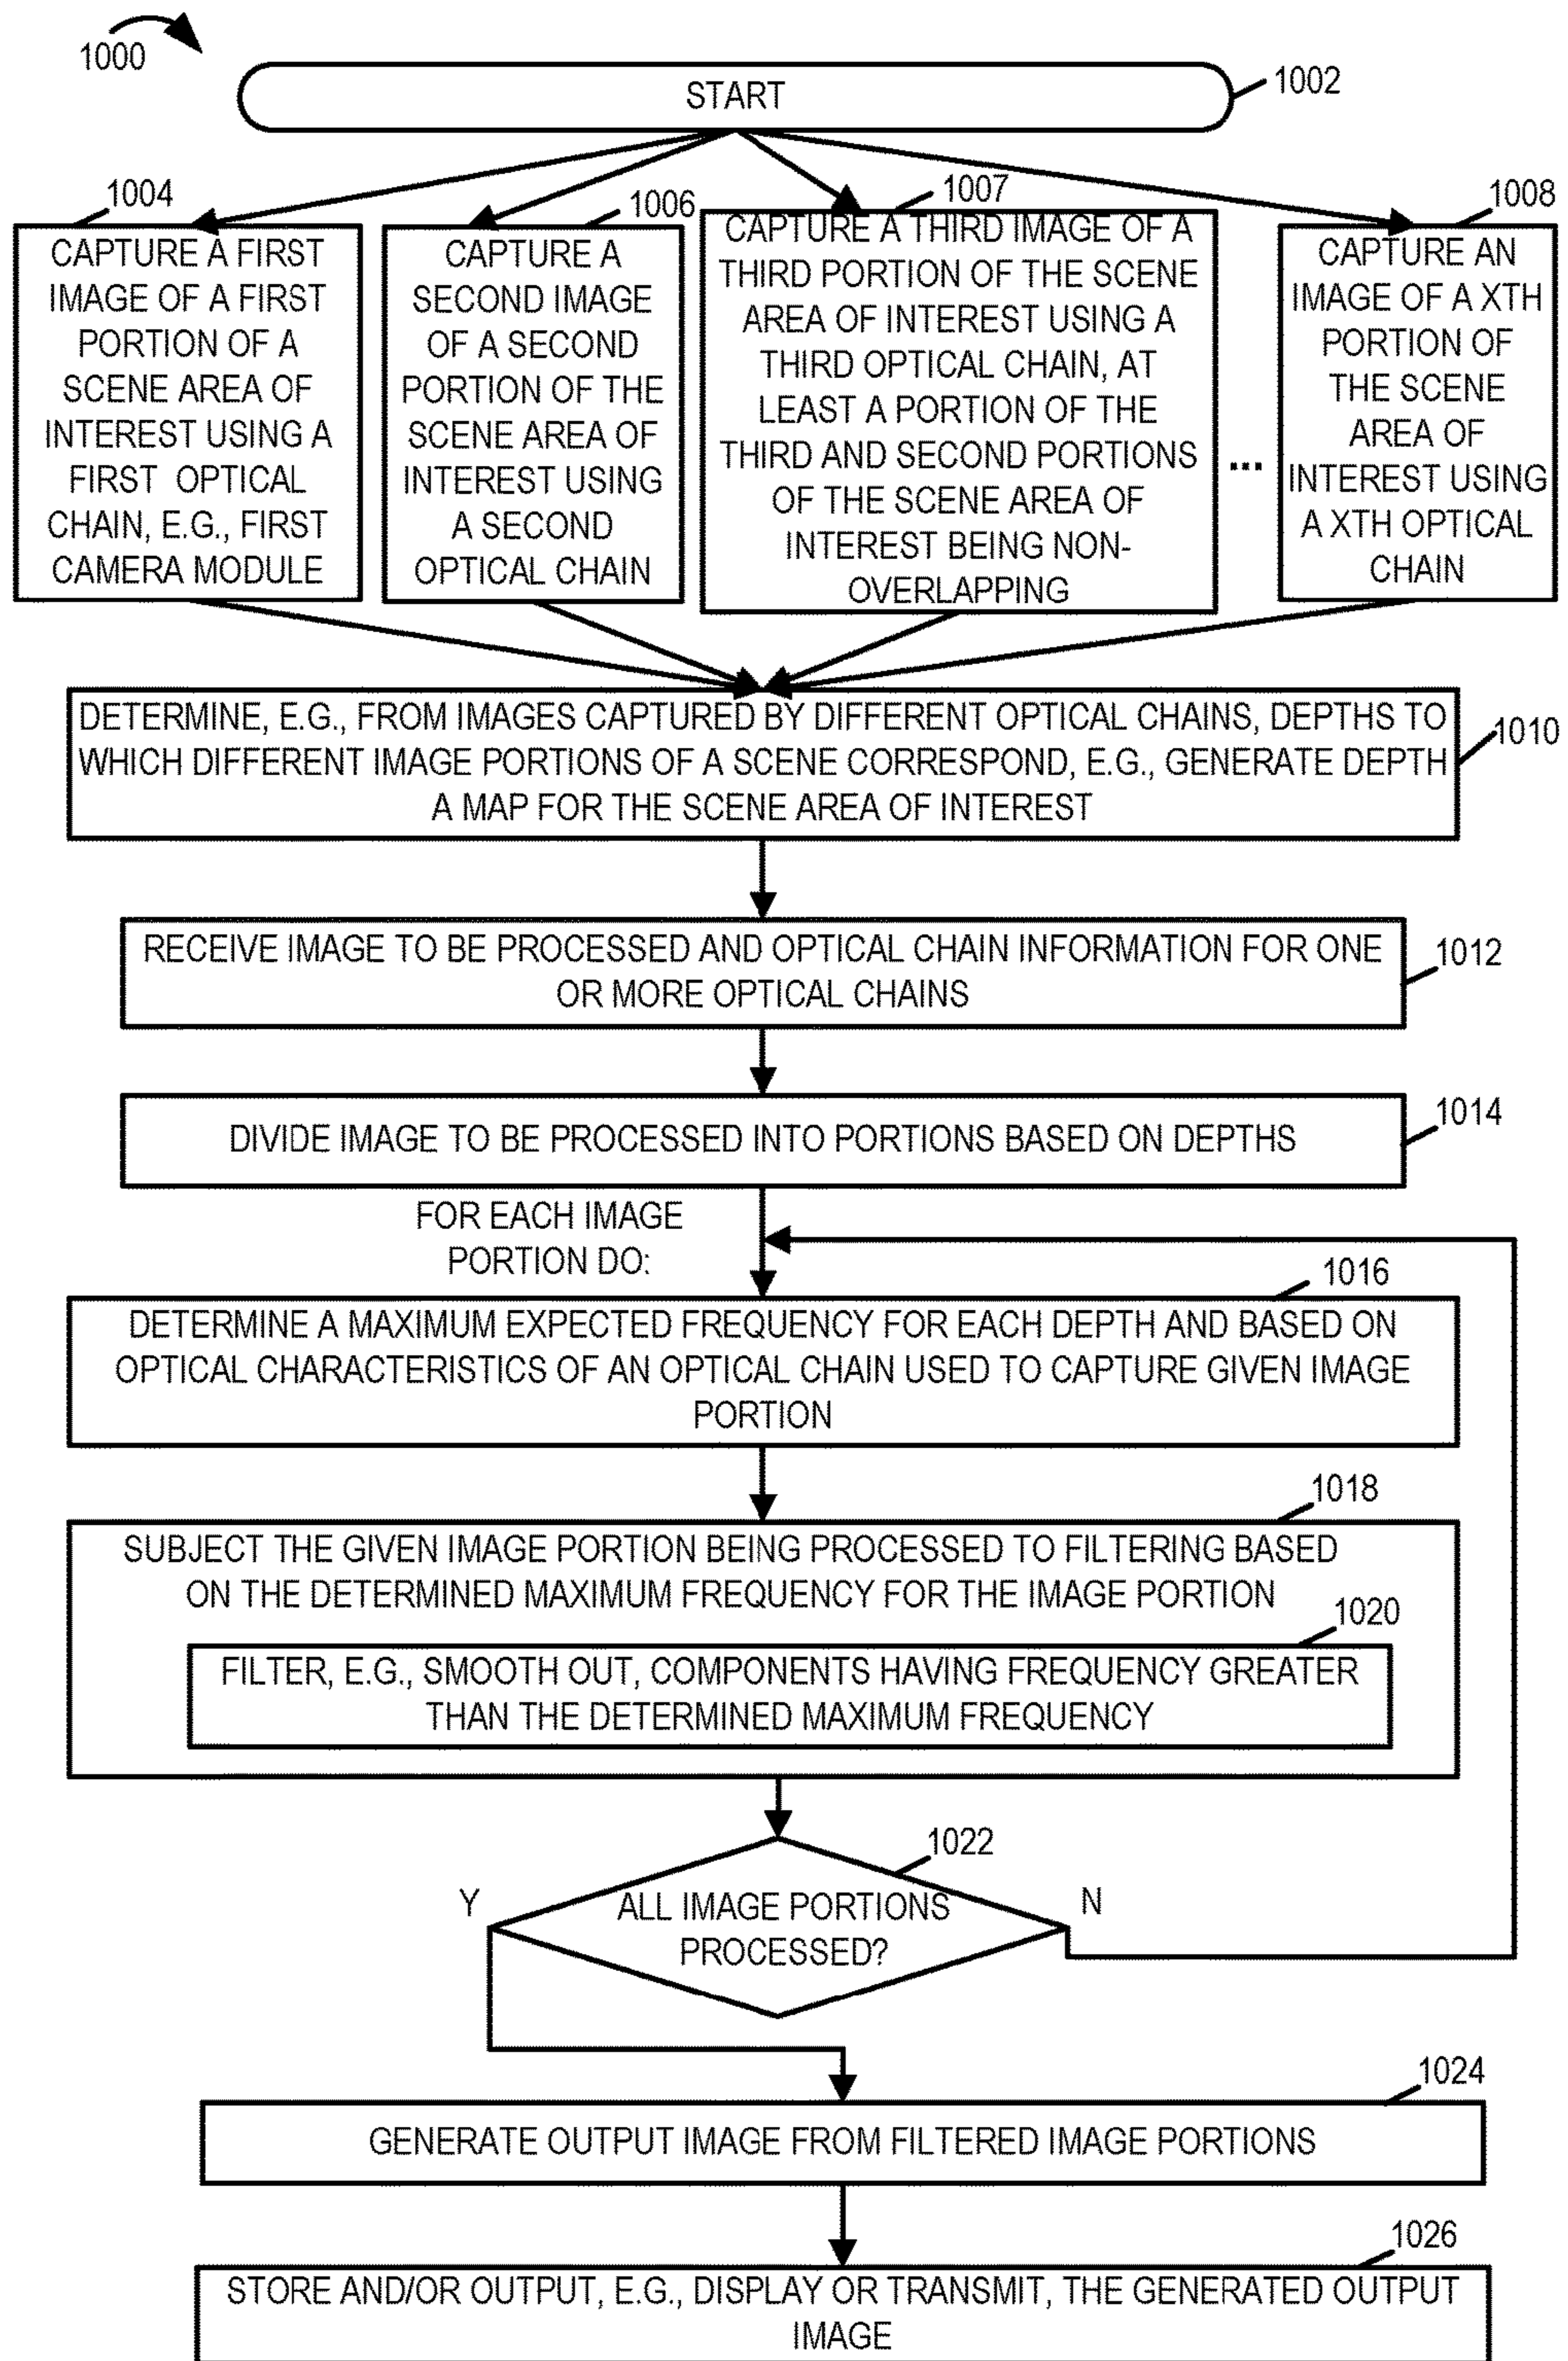 1000
START
1002
1004
CAPTURE A FIRST
IMAGE OF A FIRST
PORTION OF A
SCENE AREA OF
INTEREST USING A
FIRST OPTICAL
CHAIN, E.G., FIRST
CAMERA MODULE
1006
CAPTURE A
SECOND IMAGE
OF A SECOND
PORTION OF THE
SCENE AREA OF
INTEREST USING
A SECOND
OPTICAL CHAIN
1007
CAPTURE A THIRD IMAGE OF A
THIRD PORTION OF THE SCENE
AREA OF INTEREST USING A
THIRD OPTICAL CHAIN, AT
LEAST A PORTION OF THE
THIRD AND SECOND PORTIONS
OF THE SCENE AREA OF
INTEREST BEING NON-
OVERLAPPING
...
1008
CAPTURE AN
IMAGE OF A XTH
PORTION OF
THE SCENE
AREA OF
INTEREST USING
A XTH OPTICAL
CHAIN
DETERMINE, E.G., FROM IMAGES CAPTURED BY DIFFERENT OPTICAL CHAINS, DEPTHS TO
WHICH DIFFERENT IMAGE PORTIONS OF A SCENE CORRESPOND, E.G., GENERATE DEPTH
A MAP FOR THE SCENE AREA OF INTEREST
1010
RECEIVE IMAGE TO BE PROCESSED AND OPTICAL CHAIN INFORMATION FOR ONE
OR MORE OPTICAL CHAINS
1012
DIVIDE IMAGE TO BE PROCESSED INTO PORTIONS BASED ON DEPTHS
1014
FOR EACH IMAGE
PORTION DO:
1016
DETERMINE A MAXIMUM EXPECTED FREQUENCY FOR EACH DEPTH AND BASED ON
OPTICAL CHARACTERISTICS OF AN OPTICAL CHAIN USED TO CAPTURE GIVEN IMAGE
PORTION
1018
SUBJECT THE GIVEN IMAGE PORTION BEING PROCESSED TO FILTERING BASED
ON THE DETERMINED MAXIMUM FREQUENCY FOR THE IMAGE PORTION
1020
FILTER, E.G., SMOOTH OUT, COMPONENTS HAVING FREQUENCY GREATER
THAN THE DETERMINED MAXIMUM FREQUENCY
1022
Y
ALL IMAGE PORTIONS
PROCESSED?
N
1024
GENERATE OUTPUT IMAGE FROM FILTERED IMAGE PORTIONS
1026
STORE AND/OR OUTPUT, E.G., DISPLAY OR TRANSMIT, THE GENERATED OUTPUT
IMAGE